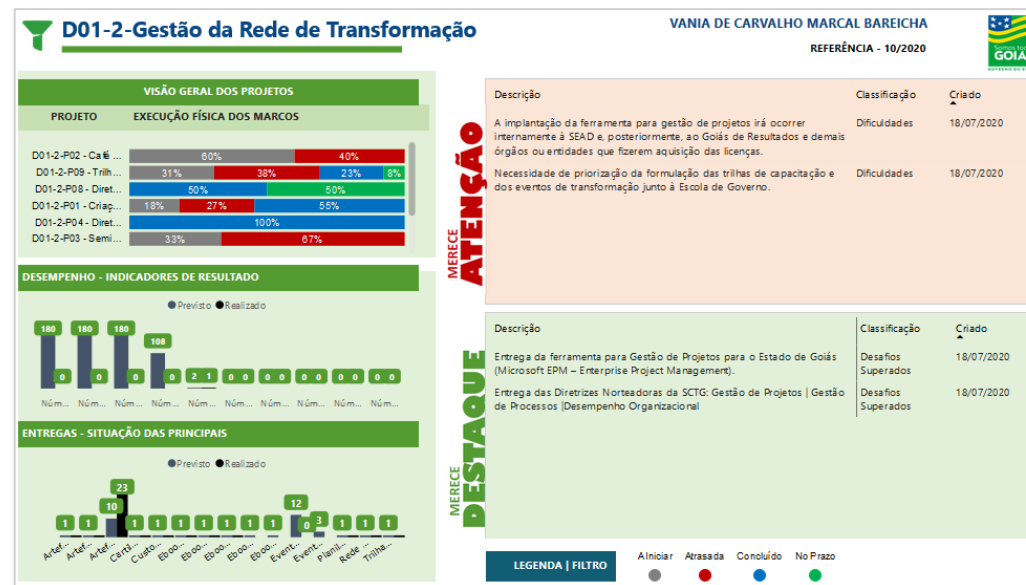 D01-2-Gestão da Rede de Transformação
VANIA DE CARVALHO MARCAL BAREICHA
REFERÊNCIA - 10/2020
GOIÁS
VISÃO GERAL DOS PROJETOS
PROJETO EXECUÇÃO FÍSICA DOS MARCOS
D01-2-P02 - Café ... 60% 40%
D01-2-P09 - Trilh... 31% 38% 23% 8%
D01-2-P08 - Diret... 50% 50%
D01-2-P01 - Criaç... 18% 27% 55%
D01-2-P04 - Diret... 100%
D01-2-P03 - Semi... 33% 67%
DESEMPENHO - INDICADORES DE RESULTADO
Previsto Realizado
180 180 180 108
0 0 0 0 2 1 0 0 0 0 0 0 0 0 0 0
Núm... Núm... Núm... Núm... Núm... Núm... Núm... Núm... Núm... Núm...
ENTREGAS - SITUAÇÃO DAS PRINCIPAIS
Previsto Realizado
23
10 12
1 1 1 1 1 1 1 1 1 0 3 1 1 1
Artef... Artef... Artef... Cartil... Custo... Eboo... Eboo... Eboo... Eboo... Eboo... Event... Event... Planil... Rede ... Trilha...
MERECE
ATENÇÃO
Descrição Classificação Criado
A implantação da ferramenta para gestão de projetos irá ocorrer Dificuldades 18/07/2020
internamente à SEAD e, posteriormente, ao Goiás de Resultados e demais
órgãos ou entidades que fizerem aquisição das licenças.
Necessidade de priorização da formulação das trilhas de capacitação e Dificuldades 18/07/2020
dos eventos de transformação junto à Escola de Governo.
MERECE
DESTAQUE
Descrição Classificação Criado
Entrega da ferramenta para Gestão de Projetos para o Estado de Goiás Desafios 18/07/2020
(Microsoft EPM – Enterprise Project Management). Superados
Entrega das Diretrizes Norteadoras da SCTG: Gestão de Projetos | Gestão Desafios 18/07/2020
de Processos |Desempenho Organizacional Superados
LEGENDA | FILTRO
A Iniciar Atrasada Concluído No Prazo